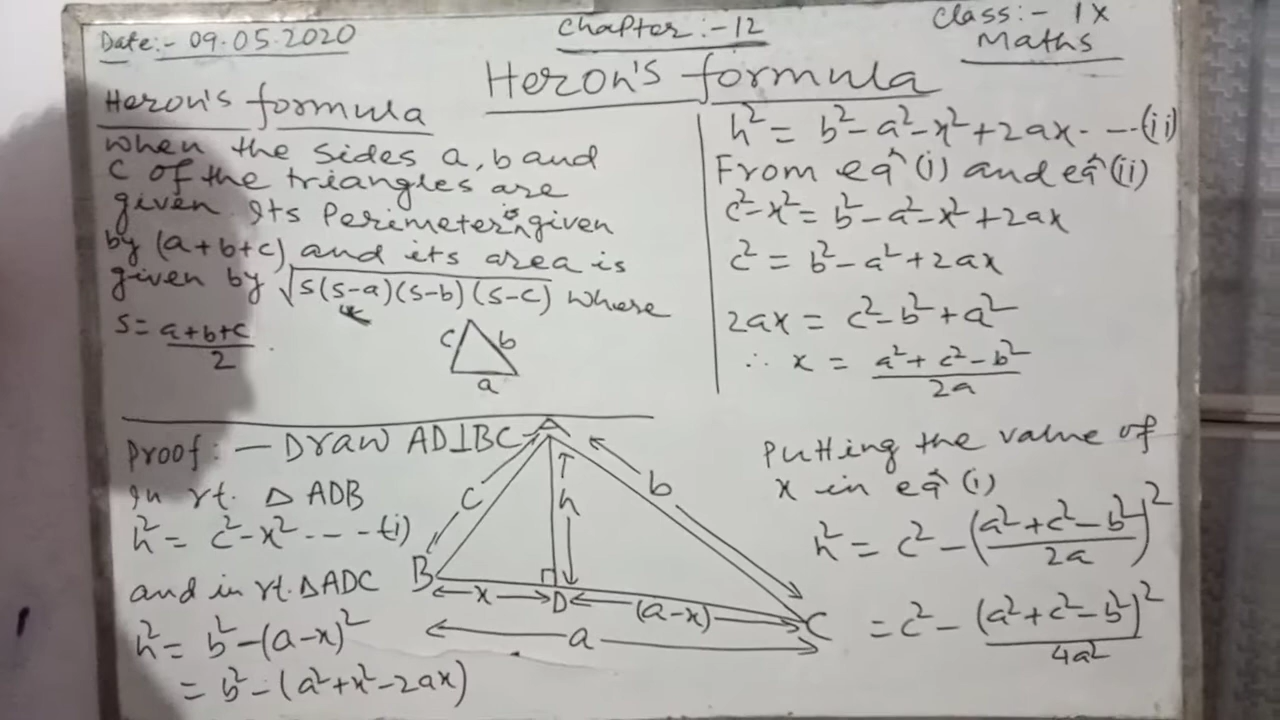 Date:- 09.05.2020
Chapter :-12
Class:- IX
Maths
Heron's formula
Heron's formula
When the sides a, b and
c of the triangles are
given. Its Perimeter is given
by (a+b+c) and its area is
given by √s(s-a)(s-b)(s-c) where
s = a+b+c/2
c b
a
h² = b²-a²-x²+2ax- - - -(ii)
From eqⁿ(i) and eqⁿ(ii)
c²-x² = b²-a²-x²+2ax
c² = b²-a²+2ax
2ax = c²-b²+a²
∴ x = a²+c²-b²/2a
Proof:- Draw AD⊥BC
In rt. △ADB
h² = c²-x² - - - -(i)
and in rt.△ADC
h² = b²-(a-x)²
= b²-(a²+x²-2ax)
A
c h b
B x D (a-x) C
a
Putting the value of
x in eqⁿ(i)
h² = c²-(a²+c²-b²/2a)²
= c²-(a²+c²-b²)²/4a²